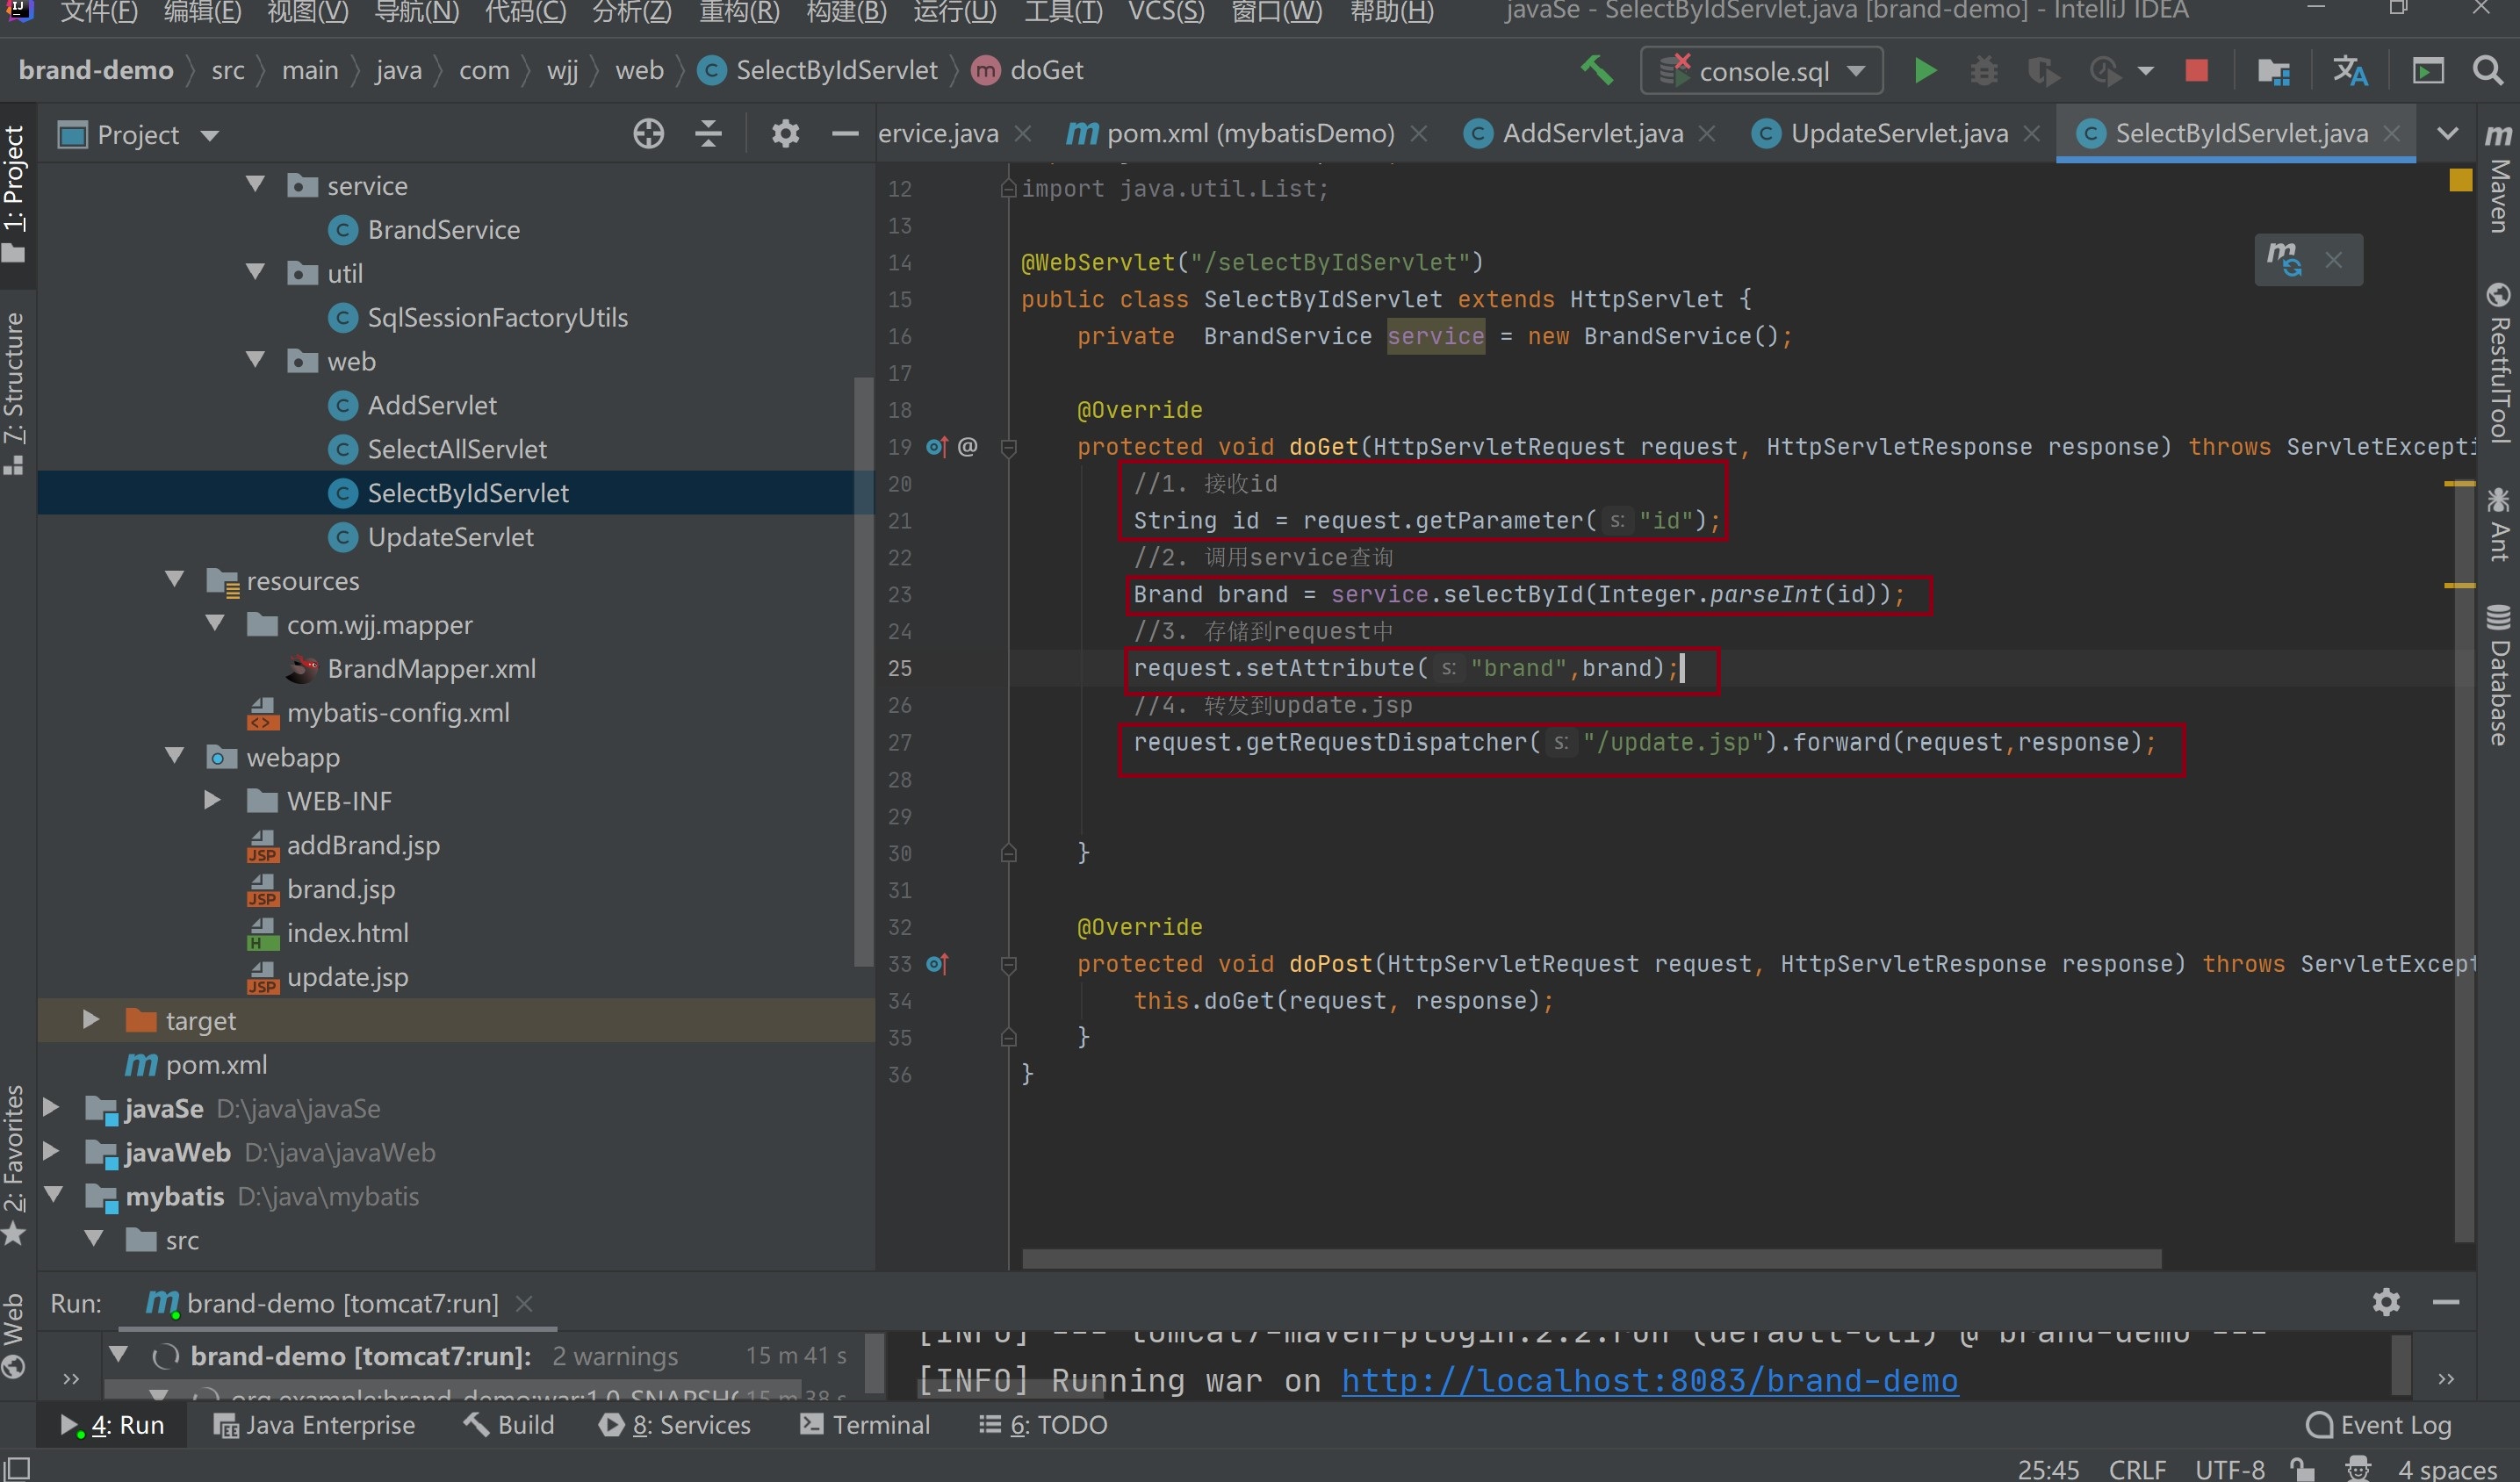 文件(F) 编辑(E) 视图(V) 导航(N) 代码(C) 分析(Z) 重构(R) 构建(B) 运行(U) 工具(T) VCS(S) 窗口(W) 帮助(H) javaSe - SelectByIdServlet.java [brand-demo] - IntelliJ IDEA
brand-demo src main java com wjj web SelectByIdServlet doGet console.sql
Project
ervice.java pom.xml (mybatisDemo) AddServlet.java UpdateServlet.java SelectByIdServlet.java
1: Project
7: Structure
2: Favorites
Web
service
BrandService
util
SqlSessionFactoryUtils
web
AddServlet
SelectAllServlet
SelectByIdServlet
UpdateServlet
resources
com.wjj.mapper
BrandMapper.xml
mybatis-config.xml
webapp
WEB-INF
addBrand.jsp
brand.jsp
index.html
update.jsp
target
pom.xml
javaSe D:\java\javaSe
javaWeb D:\java\javaWeb
mybatis D:\java\mybatis
src
12 import java.util.List;
13
14 @WebServlet("/selectByIdServlet")
15 public class SelectByIdServlet extends HttpServlet {
16 private BrandService service = new BrandService();
17
18 @Override
19 protected void doGet(HttpServletRequest request, HttpServletResponse response) throws ServletExcepti
20 //1. 接收id
21 String id = request.getParameter( s: "id");
22 //2. 调用service查询
23 Brand brand = service.selectById(Integer.parseInt(id));
24 //3. 存储到request中
25 request.setAttribute( s: "brand",brand);
26 //4. 转发到update.jsp
27 request.getRequestDispatcher( s: "/update.jsp").forward(request,response);
28
29
30 }
31
32 @Override
33 protected void doPost(HttpServletRequest request, HttpServletResponse response) throws ServletExcept
34 this.doGet(request, response);
35 }
36 }
Maven
RestfulTool
Ant
Database
Run: brand-demo [tomcat7:run]
brand-demo [tomcat7:run]: 2 warnings 15 m 41 s
org.example:brand-demo:war:1.0-SNAPSH 15 m 38 s
[INFO] --- tomcat7-maven-plugin:2.2:run (default-cli) @ brand-demo ---
[INFO] Running war on http://localhost:8083/brand-demo
4: Run Java Enterprise Build 8: Services Terminal 6: TODO Event Log
25:45 CRLF UTF-8 4 spaces